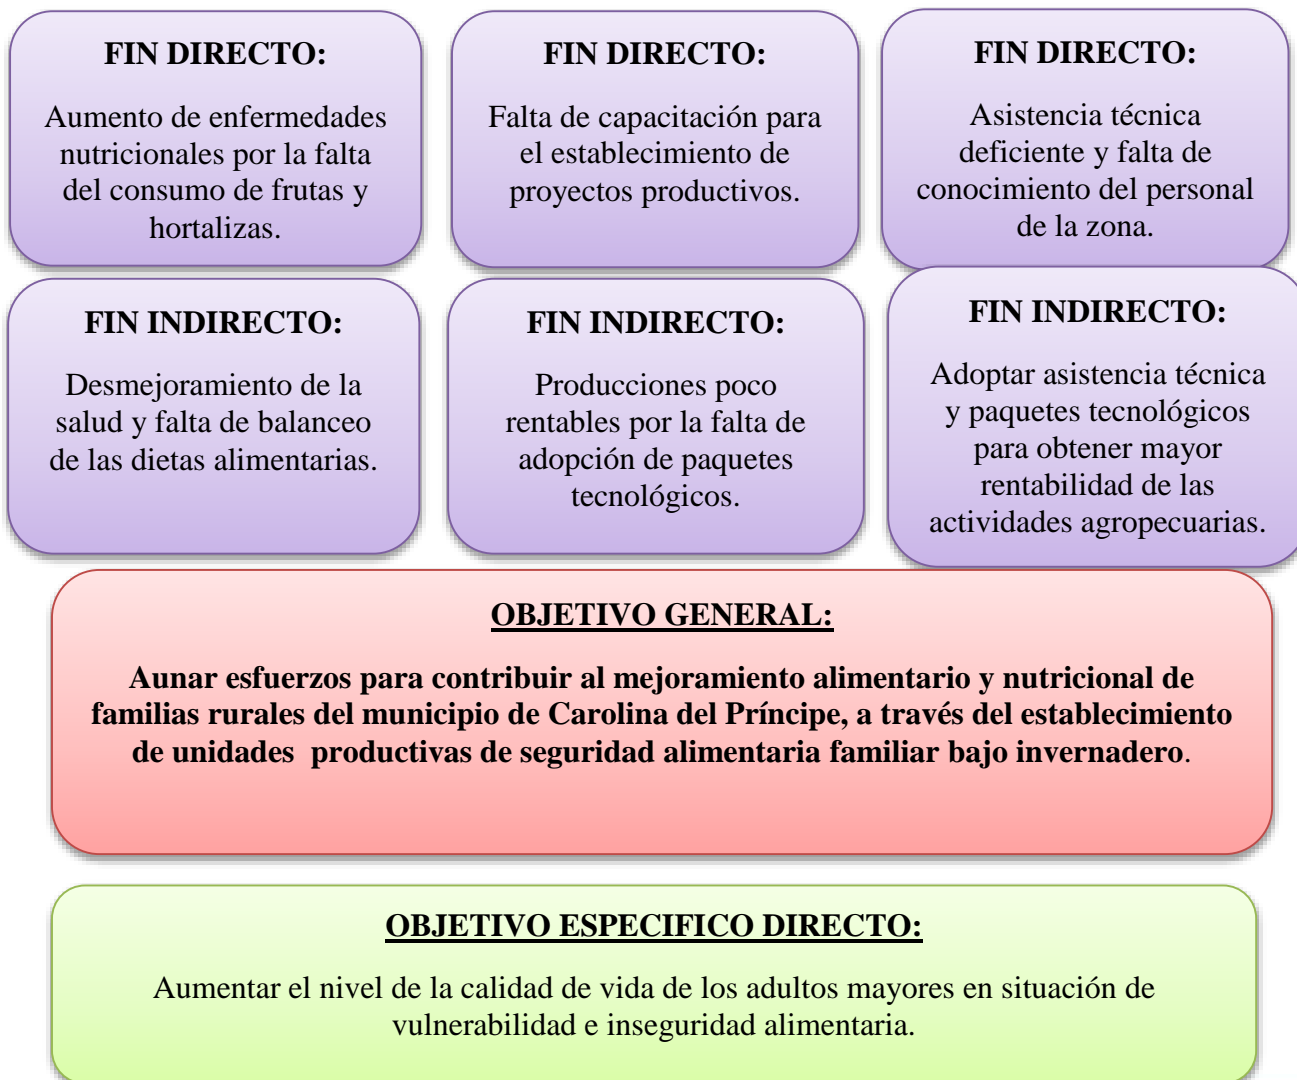 FIN DIRECTO:
Aumento de enfermedades
nutricionales por la falta
del consumo de frutas y
hortalizas.
FIN DIRECTO:
Falta de capacitación para
el establecimiento de
proyectos productivos.
FIN DIRECTO:
Asistencia técnica
deficiente y falta de
conocimiento del personal
de la zona.
FIN INDIRECTO:
Desmejoramiento de la
salud y falta de balanceo
de las dietas alimentarias.
FIN INDIRECTO:
Producciones poco
rentables por la falta de
adopción de paquetes
tecnológicos.
FIN INDIRECTO:
Adoptar asistencia técnica
y paquetes tecnológicos
para obtener mayor
rentabilidad de las
actividades agropecuarias.
OBJETIVO GENERAL:
Aunar esfuerzos para contribuir al mejoramiento alimentario y nutricional de
familias rurales del municipio de Carolina del Príncipe, a través del establecimiento
de unidades  productivas de seguridad alimentaria familiar bajo invernadero.
OBJETIVO ESPECIFICO DIRECTO:
Aumentar el nivel de la calidad de vida de los adultos mayores en situación de
vulnerabilidad e inseguridad alimentaria.